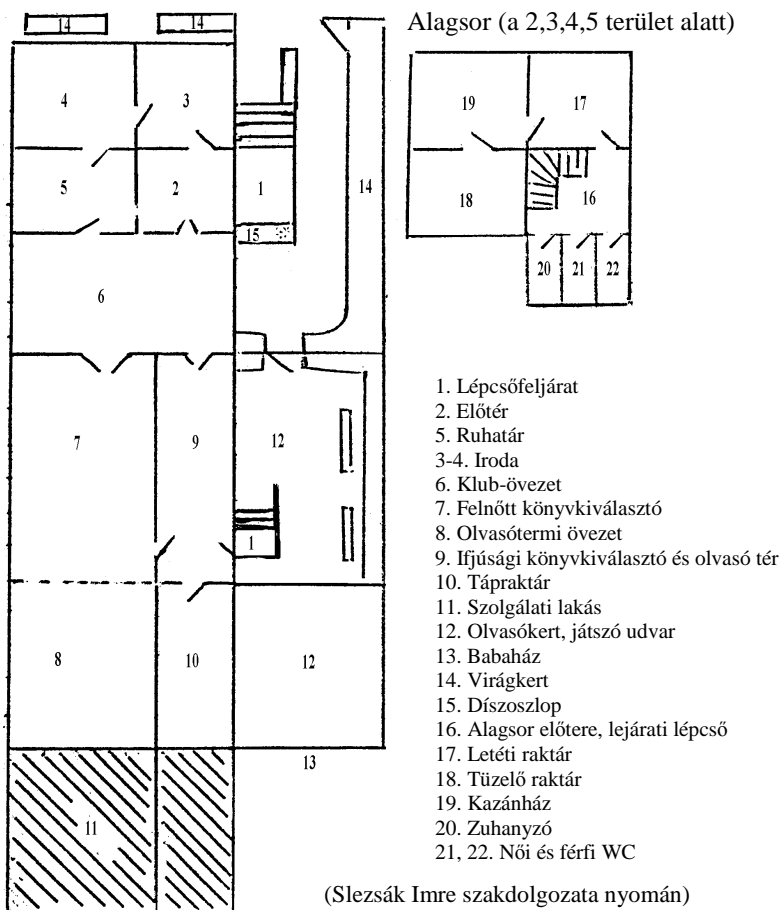 14
14
Alagsor (a 2,3,4,5 terület alatt)
4
3
19
17
5
2
1
14
18
16
15
20
21
22
6
7
9
12
1
8
10
12
13
11
1. Lépcsőfeljárat
2. Előtér
5. Ruhatár
3-4. Iroda
6. Klub-övezet
7. Felnőtt könyvkiválasztó
8. Olvasótermi övezet
9. Ifjúsági könyvkiválasztó és olvasó tér
10. Tápraktár
11. Szolgálati lakás
12. Olvasókert, játszó udvar
13. Babaház
14. Virágkert
15. Díszoszlop
16. Alagsor előtere, lejárati lépcső
17. Letéti raktár
18. Tüzelő raktár
19. Kazánház
20. Zuhanyzó
21, 22. Női és férfi WC
(Slezsák Imre szakdolgozata nyomán)